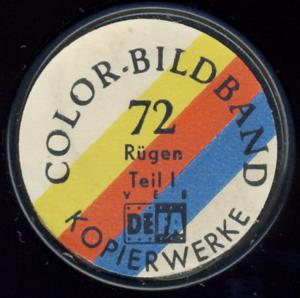 COLOR-BILDBAND
72
Rügen
Teil I
VEB
DEFA
KOPIERWERKE